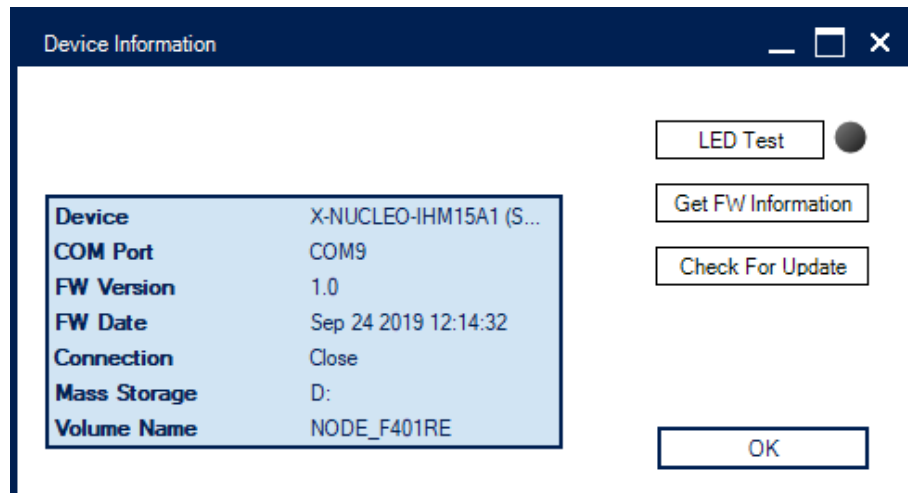 Device Information
LED Test
Get FW Information
Check For Update
Device X-NUCLEO-IHM15A1 (S...
COM Port COM9
FW Version 1.0
FW Date Sep 24 2019 12:14:32
Connection Close
Mass Storage D:
Volume Name NODE_F401RE
OK